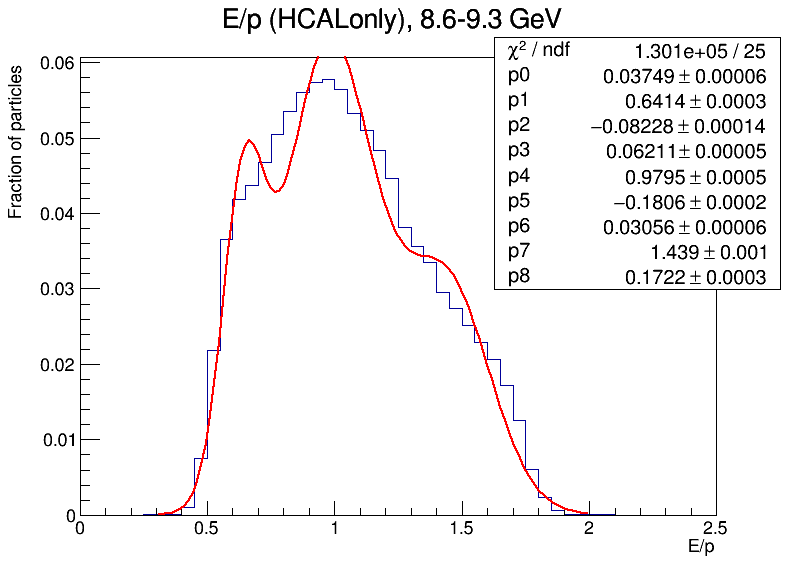 E/p (HCALonly), 8.6-9.3 GeV
χ² / ndf 1.301e+05 / 25
p0 0.03749 ± 0.00006
p1 0.6414 ± 0.0003
p2 −0.08228 ± 0.00014
p3 0.06211 ± 0.00005
p4 0.9795 ± 0.0005
p5 −0.1806 ± 0.0002
p6 0.03056 ± 0.00006
p7 1.439 ± 0.001
p8 0.1722 ± 0.0003
Fraction of particles
0.06
0.05
0.04
0.03
0.02
0.01
0
0 0.5 1 1.5 2 2.5
E/p